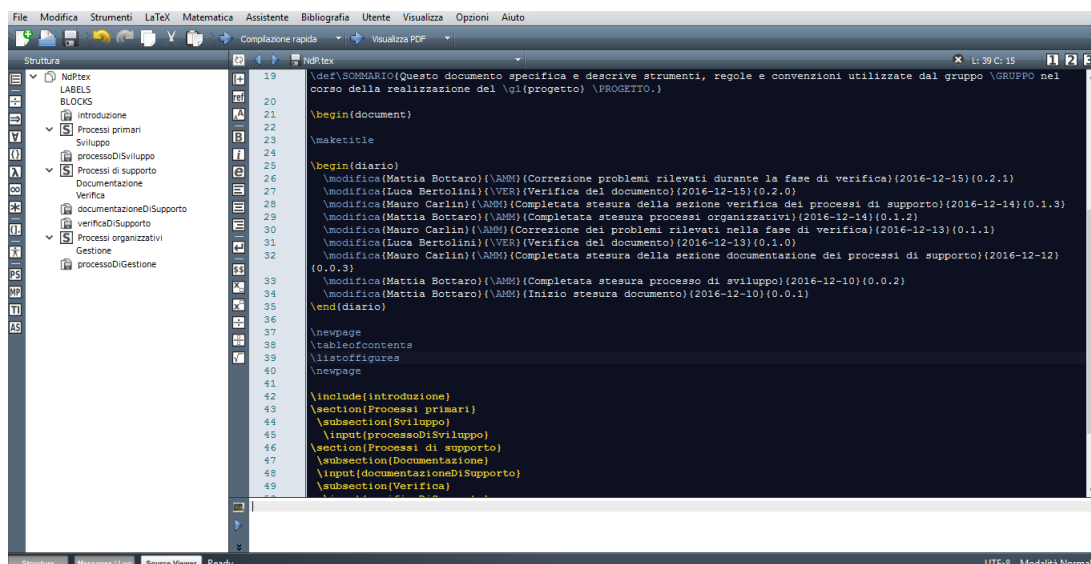 File Modifica Strumenti LaTeX Matematica Assistente Bibliografia Utente Visualizza Opzioni Aiuto
Compilazione rapida Visualizza PDF
Struttura
NdP.tex
L: 39 C: 15
1 2 3
NdP.tex
LABELS
BLOCKS
introduzione
S Processi primari
Sviluppo
processoDiSviluppo
S Processi di supporto
Documentazione
Verifica
documentazioneDiSupporto
verificaDiSupporto
S Processi organizzativi
Gestione
processoDiGestione
PS
MP
TI
AS
ref
19 \def\SOMMARIO{Questo documento specifica e descrive strumenti, regole e convenzioni utilizzate dal gruppo \GRUPPO nel
corso della realizzazione del \gl{progetto} \PROGETTO.}
20
21 \begin{document}
22
23 \maketitle
24
25 \begin{diario}
26 \modifica{Mattia Bottaro}{\AMM}{Correzione problemi rilevati durante la fase di verifica}{2016-12-15}{0.2.1}
27 \modifica{Luca Bertolini}{\VER}{Verifica del documento}{2016-12-15}{0.2.0}
28 \modifica{Mauro Carlin}{\AMM}{Completata stesura della sezione verifica dei processi di supporto}{2016-12-14}{0.1.3}
29 \modifica{Mattia Bottaro}{\AMM}{Completata stesura processi organizzativi}{2016-12-14}{0.1.2}
30 \modifica{Mauro Carlin}{\AMM}{Correzione dei problemi rilevati nella fase di verifica}{2016-12-13}{0.1.1}
31 \modifica{Luca Bertolini}{\VER}{Verifica del documento}{2016-12-13}{0.1.0}
32 \modifica{Mauro Carlin}{\AMM}{Completata stesura della sezione documentazione dei processi di supporto}{2016-12-12}
{0.0.3}
33 \modifica{Mattia Bottaro}{\AMM}{Completata stesura processo di sviluppo}{2016-12-10}{0.0.2}
34 \modifica{Mattia Bottaro}{\AMM}{Inizio stesura documento}{2016-12-10}{0.0.1}
35 \end{diario}
36
37 \newpage
38 \tableofcontents
39 \listoffigures
40 \newpage
41
42 \include{introduzione}
43 \section{Processi primari}
44 \subsection{Sviluppo}
45 \input{processoDiSviluppo}
46 \section{Processi di supporto}
47 \subsection{Documentazione}
48 \input{documentazioneDiSupporto}
49 \subsection{Verifica}
Struttura Messages / Log Source Viewer Ready
UTF-8 Modalità Normal